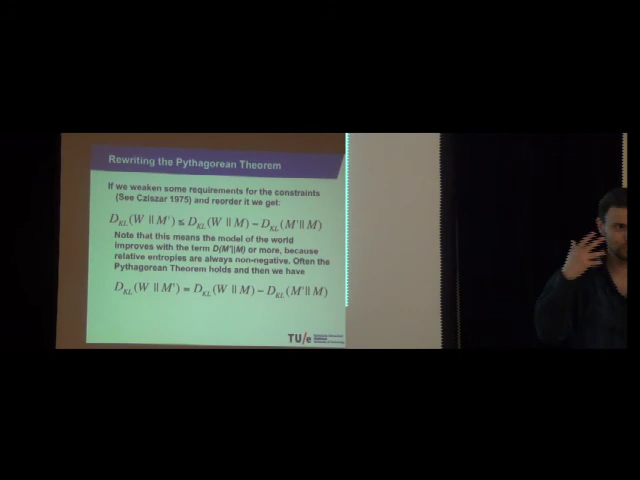 Rewriting the Pythagorean Theorem
If we weaken some requirements for the constraints
(See Cziszar 1975) and reorder it we get:
D_KL(W || M') ≤ D_KL(W || M) − D_KL(M' || M)
Note that this means the model of the world
improves with the term D(M'||M) or more, because
relative entropies are always non-negative. Often the
Pythagorean Theorem holds and then we have
D_KL(W || M') = D_KL(W || M) − D_KL(M' || M)
TU/e